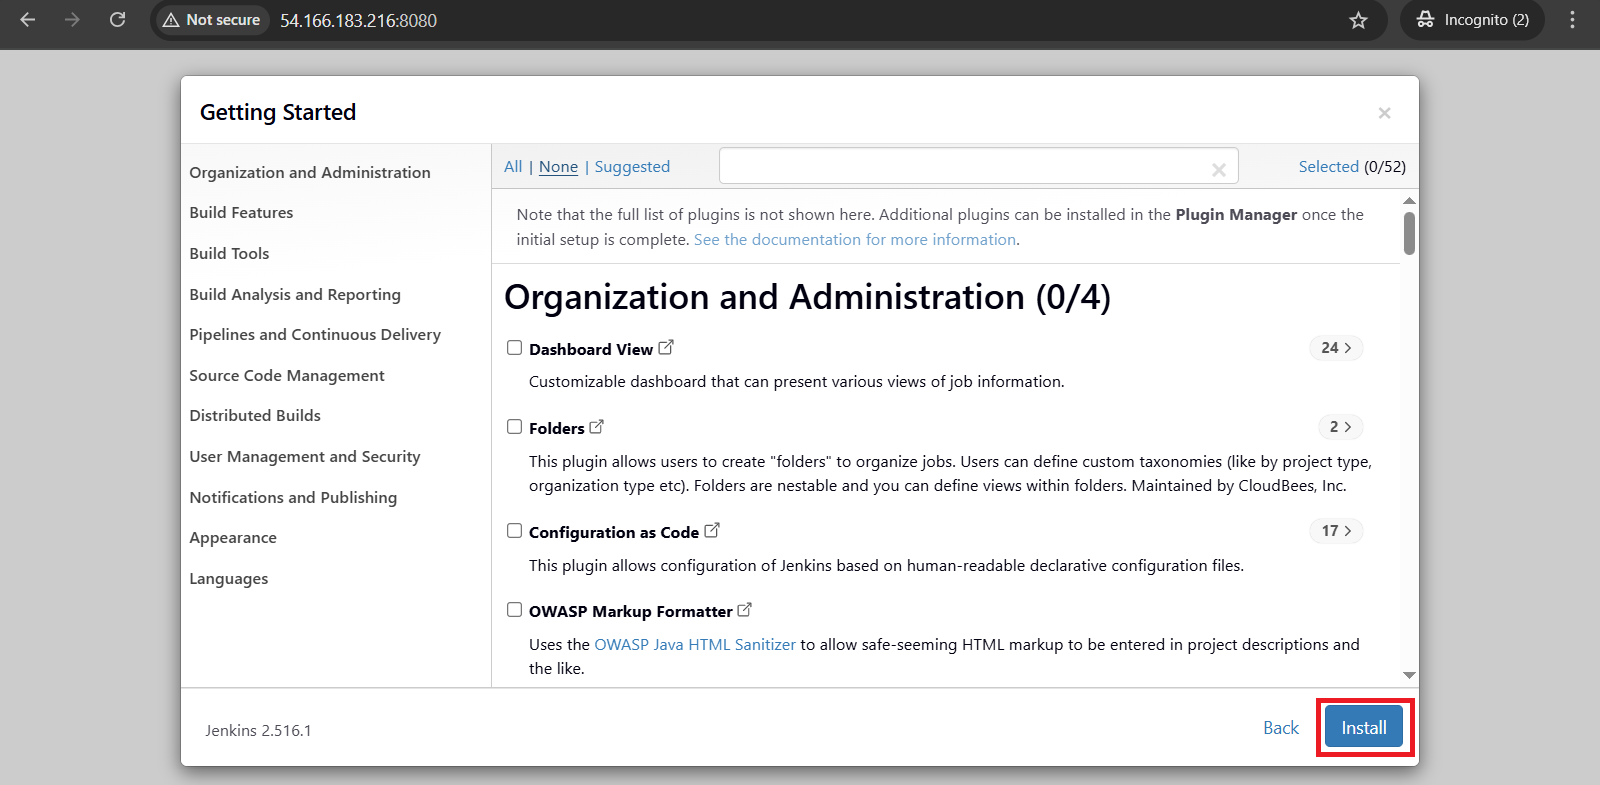 Not secure 54.166.183.216:8080 Incognito (2)
Getting Started ×
Organization and Administration
Build Features
Build Tools
Build Analysis and Reporting
Pipelines and Continuous Delivery
Source Code Management
Distributed Builds
User Management and Security
Notifications and Publishing
Appearance
Languages
All | None | Suggested Selected (0/52)
Note that the full list of plugins is not shown here. Additional plugins can be installed in the Plugin Manager once the
initial setup is complete. See the documentation for more information.
Organization and Administration (0/4)
Dashboard View 24 >
Customizable dashboard that can present various views of job information.
Folders 2 >
This plugin allows users to create "folders" to organize jobs. Users can define custom taxonomies (like by project type,
organization type etc). Folders are nestable and you can define views within folders. Maintained by CloudBees, Inc.
Configuration as Code 17 >
This plugin allows configuration of Jenkins based on human-readable declarative configuration files.
OWASP Markup Formatter
Uses the OWASP Java HTML Sanitizer to allow safe-seeming HTML markup to be entered in project descriptions and
the like.
Jenkins 2.516.1 Back Install